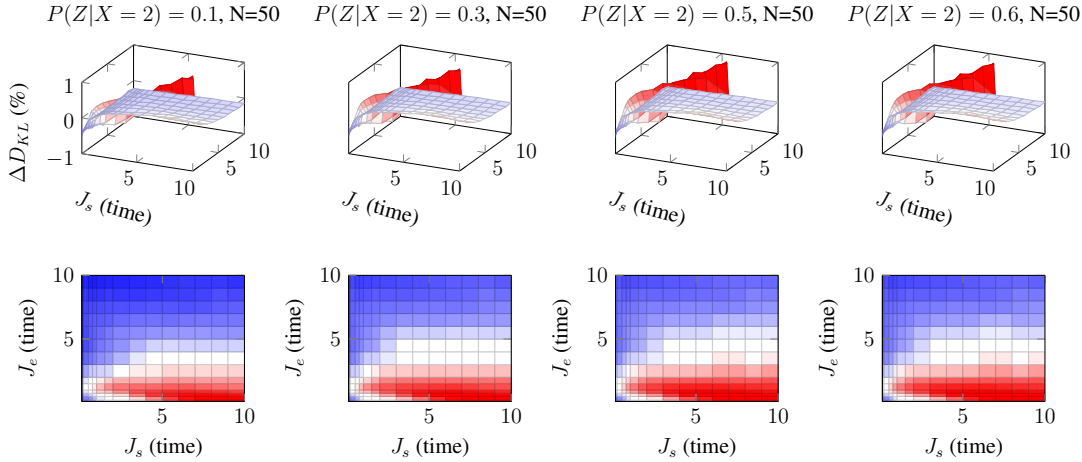 P(Z|X = 2) = 0.1, N=50
P(Z|X = 2) = 0.3, N=50
P(Z|X = 2) = 0.5, N=50
P(Z|X = 2) = 0.6, N=50
ΔD_{KL} (%)
1
0
−1
5
10
5
10
J_s (time)
5
10
5
10
J_s (time)
5
10
5
10
J_s (time)
5
10
5
10
J_s (time)
J_e (time)
10
5
5
10
J_s (time)
J_e (time)
10
5
5
10
J_s (time)
J_e (time)
10
5
5
10
J_s (time)
J_e (time)
10
5
5
10
J_s (time)